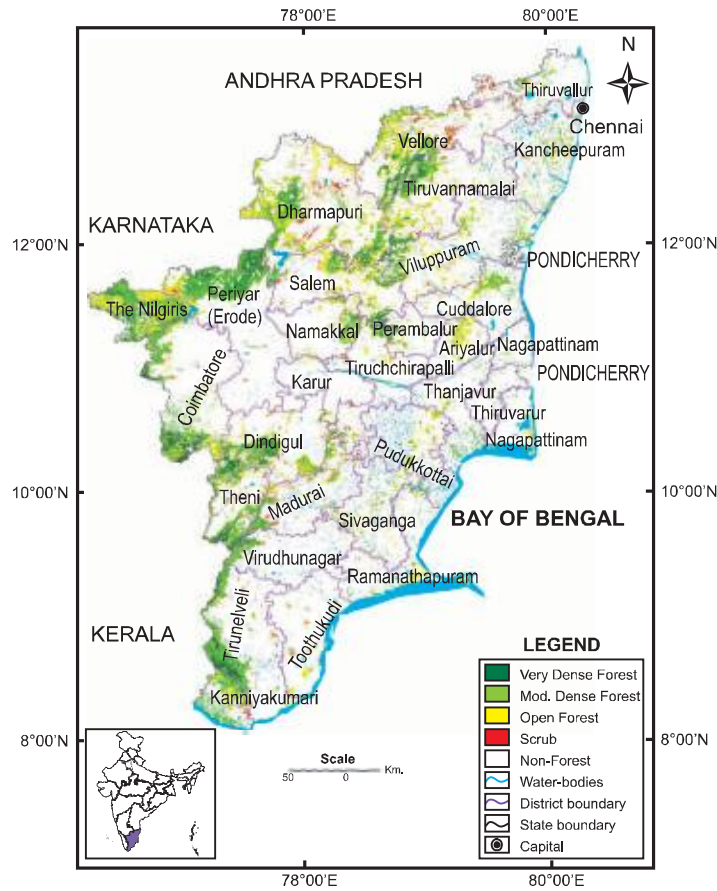 78°00'E
80°00'E
N
ANDHRA PRADESH
Thiruvallur
Chennai
Vellore
Kancheepuram
Tiruvannamalai
Dharmapuri
KARNATAKA
12°00'N
12°00'N
Viluppuram
PONDICHERRY
Salem
The Nilgiris
Periyar
(Erode)
Cuddalore
Namakkal
Perambalur
Ariyalur
Nagapattinam
Tiruchchirapalli
PONDICHERRY
Coimbatore
Karur
Thanjavur
Thiruvarur
Dindigul
Nagapattinam
Pudukkottai
Theni
Madurai
10°00'N
10°00'N
Sivaganga
BAY OF BENGAL
Virudhunagar
Ramanathapuram
Tirunelveli
Toothukudi
KERALA
Kanniyakumari
8°00'N
8°00'N
LEGEND
Very Dense Forest
Mod. Dense Forest
Open Forest
Scrub
Non-Forest
Water-bodies
District boundary
State boundary
Capital
Scale
50
0
Km.
78°00'E
80°00'E